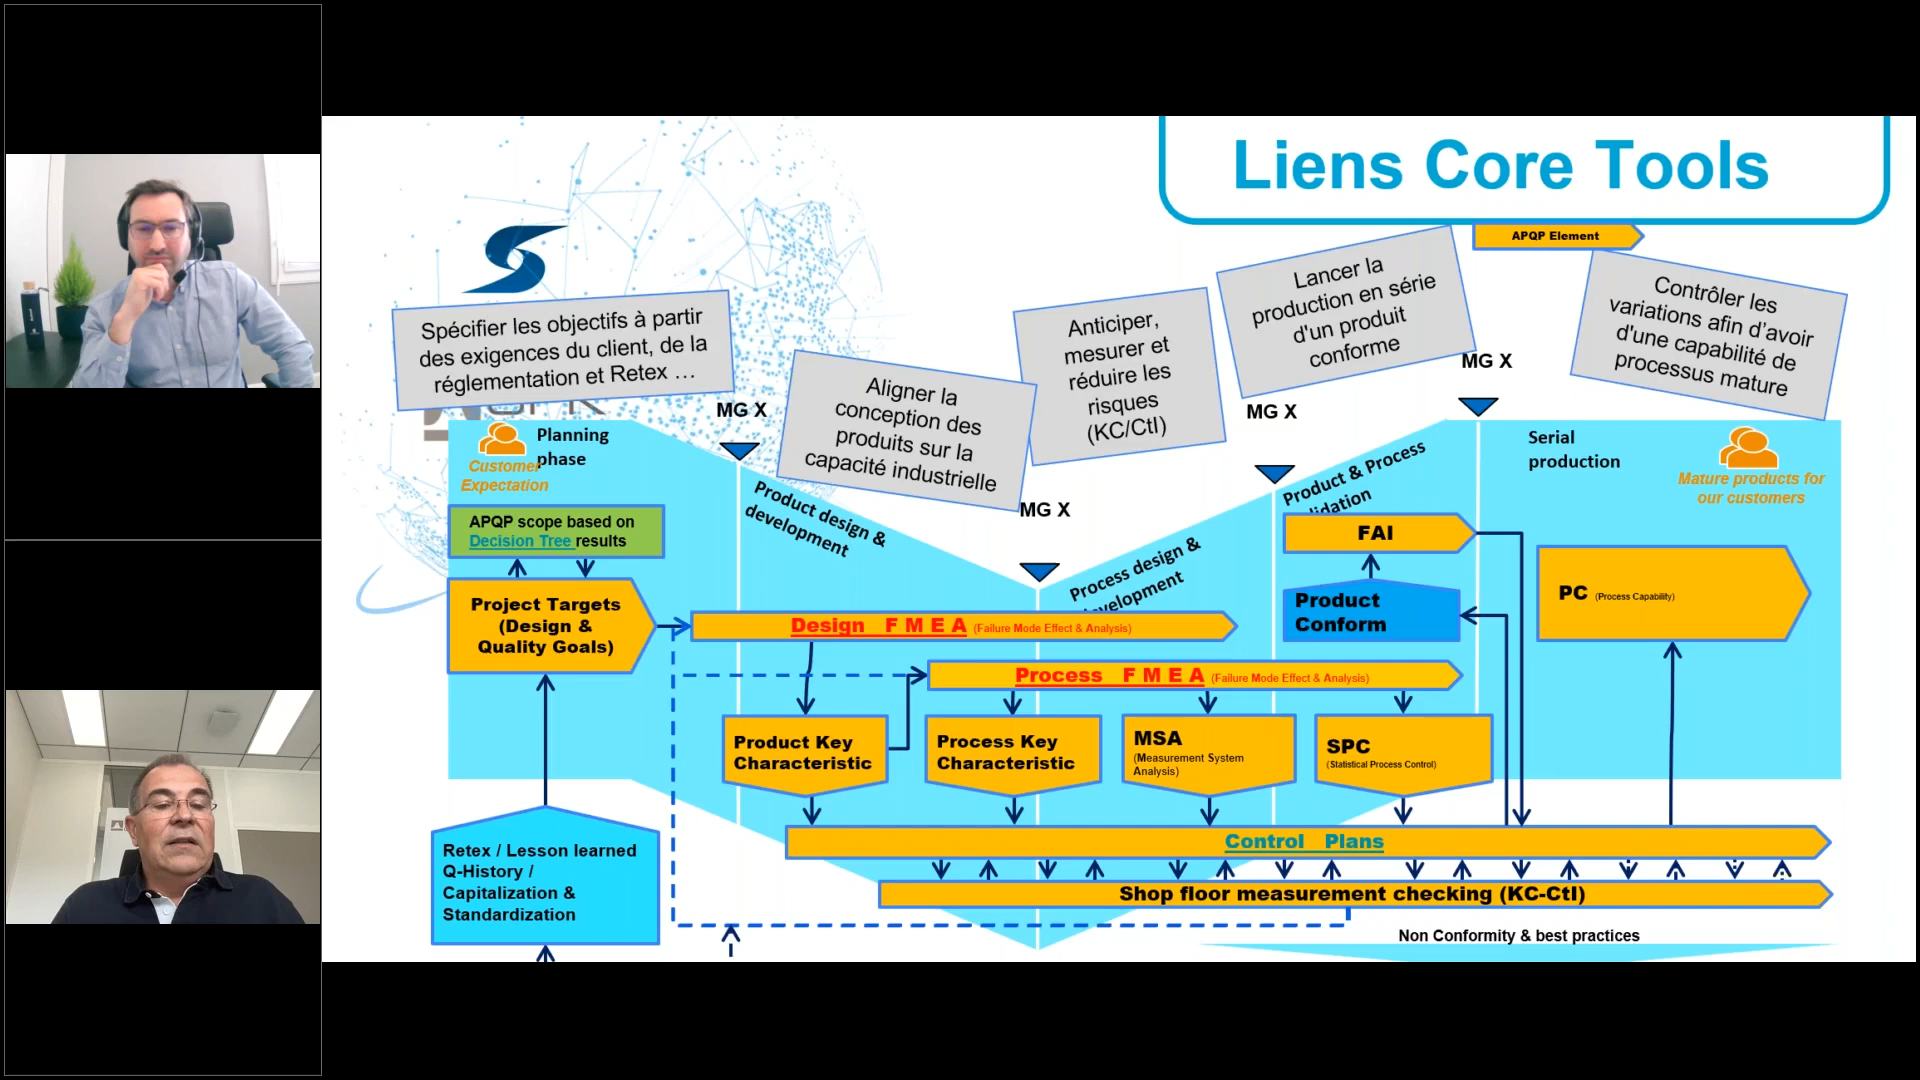 Liens Core Tools
APQP Element
Spécifier les objectifs à partir
des exigences du client, de la
réglementation et Retex ...
Aligner la
conception des
produits sur la
capacité industrielle
Anticiper,
mesurer et
réduire les
risques
(KC/Ctl)
Lancer la
production en série
d'un produit
conforme
Contrôler les
variations afin d’avoir
d'une capabilité de
processus mature
MG X
MG X
MG X
MG X
Planning
phase
Customer
Expectation
Product design &
development
Process design &
Product & Process
Serial
production
Mature products for
our customers
APQP scope based on
Decision Tree results
Project Targets
(Design &
Quality Goals)
Design FMEA (Failure Mode Effect & Analysis)
Process FMEA (Failure Mode Effect & Analysis)
FAI
Product
Conform
PC (Process Capability)
Product Key
Characteristic
Process Key
Characteristic
MSA
(Measurement System
Analysis)
SPC
(Statistical Process Control)
Control Plans
Shop floor measurement checking (KC-Ctl)
Non Conformity & best practices
Retex / Lesson learned
Q-History /
Capitalization &
Standardization